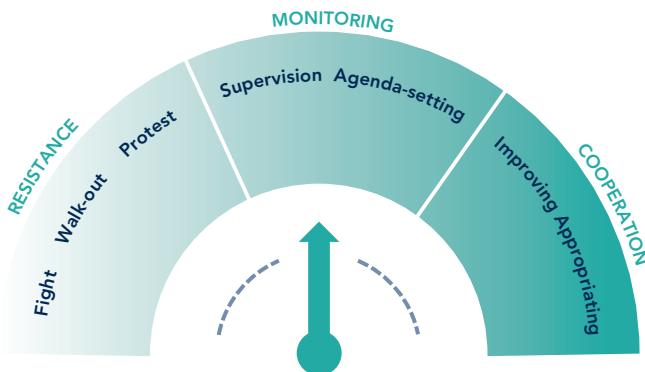 MONITORING
RESISTANCE
COOPERATION
Fight
Walk-out
Protest
Supervision
Agenda-setting
Improving
Appropriating